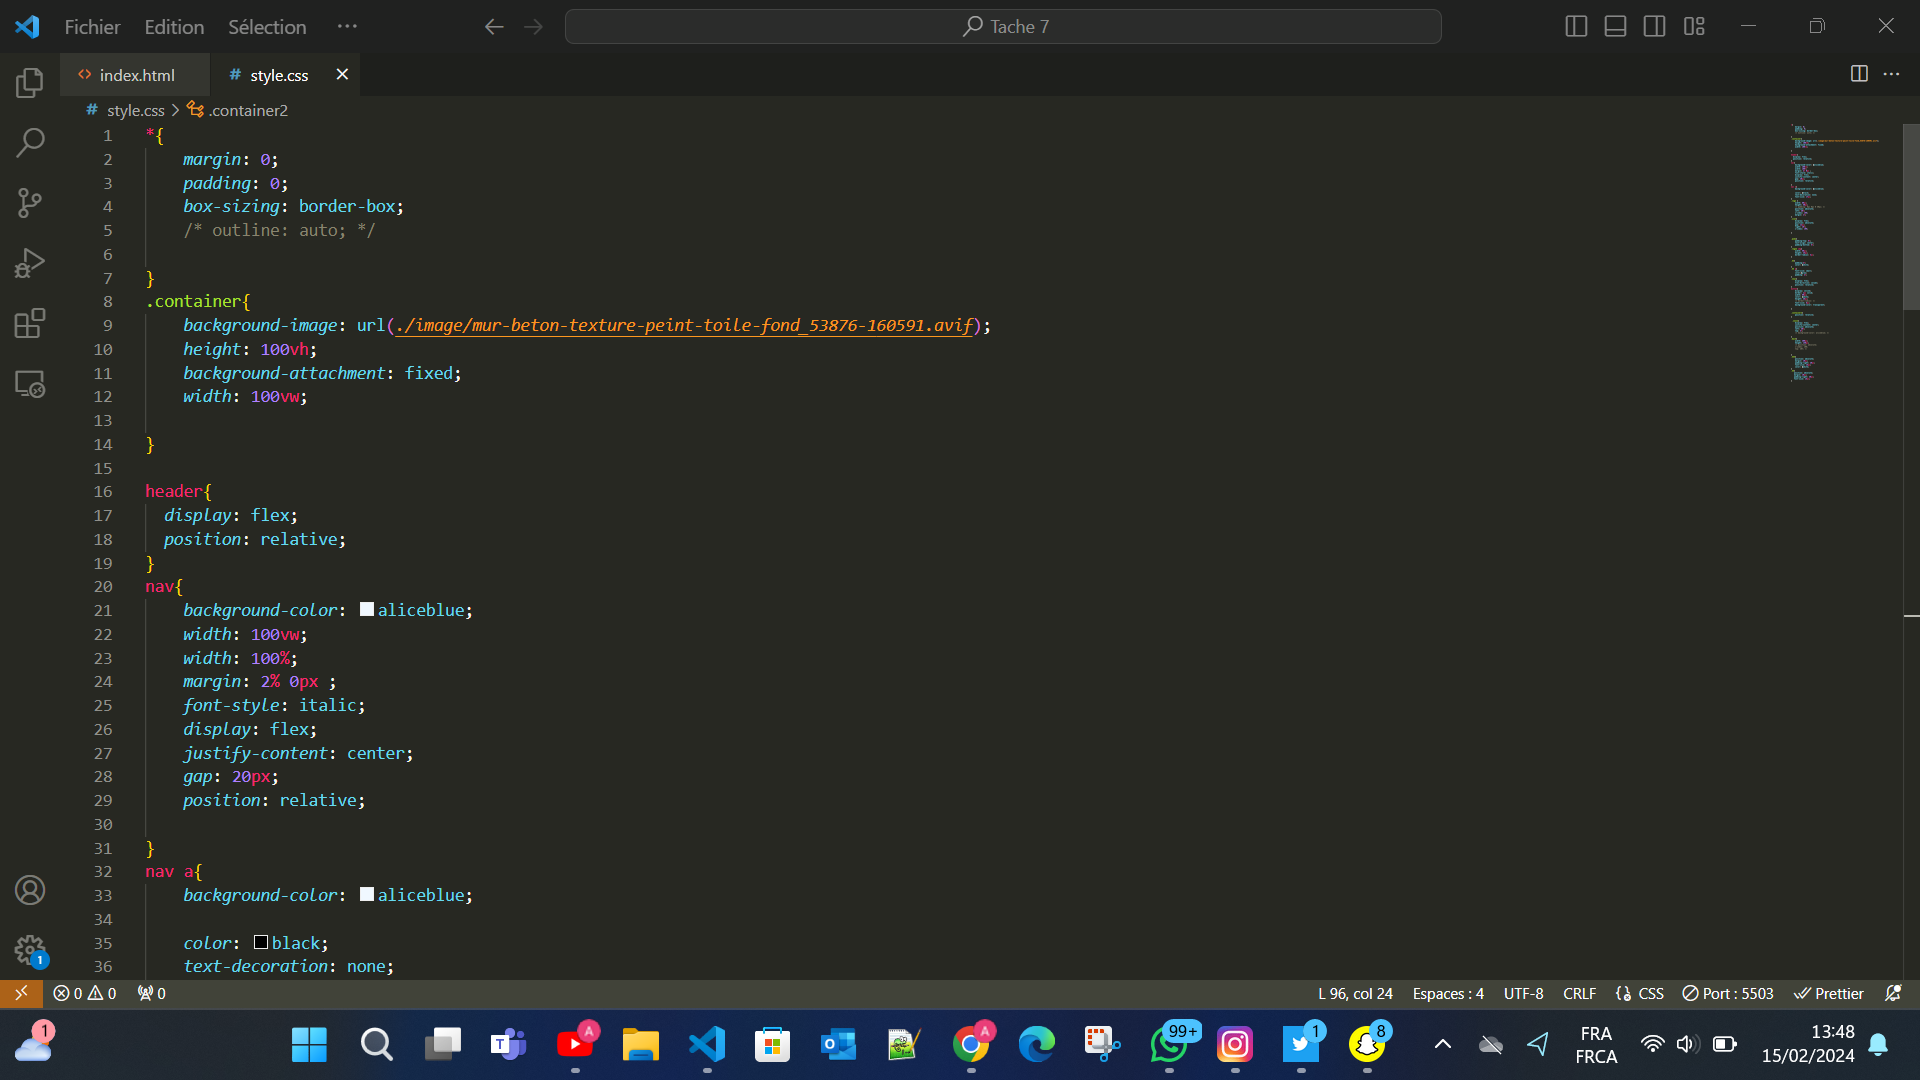 Fichier Edition Sélection ··· Tache 7
<> index.html # style.css
# style.css > .container2
1 *{
2 margin: 0;
3 padding: 0;
4 box-sizing: border-box;
5 /* outline: auto; */
6
7 }
8 .container{
9 background-image: url(./image/mur-beton-texture-peint-toile-fond_53876-160591.avif);
10 height: 100vh;
11 background-attachment: fixed;
12 width: 100vw;
13
14 }
15
16 header{
17 display: flex;
18 position: relative;
19 }
20 nav{
21 background-color: aliceblue;
22 width: 100vw;
23 width: 100%;
24 margin: 2% 0px ;
25 font-style: italic;
26 display: flex;
27 justify-content: center;
28 gap: 20px;
29 position: relative;
30
31 }
32 nav a{
33 background-color: aliceblue;
34
35 color: black;
36 text-decoration: none;
1
0 0 0 L 96, col 24 Espaces : 4 UTF-8 CRLF CSS Port : 5503 Prettier
1 T A A 99+ 1 8 FRA 13:48
FRCA 15/02/2024